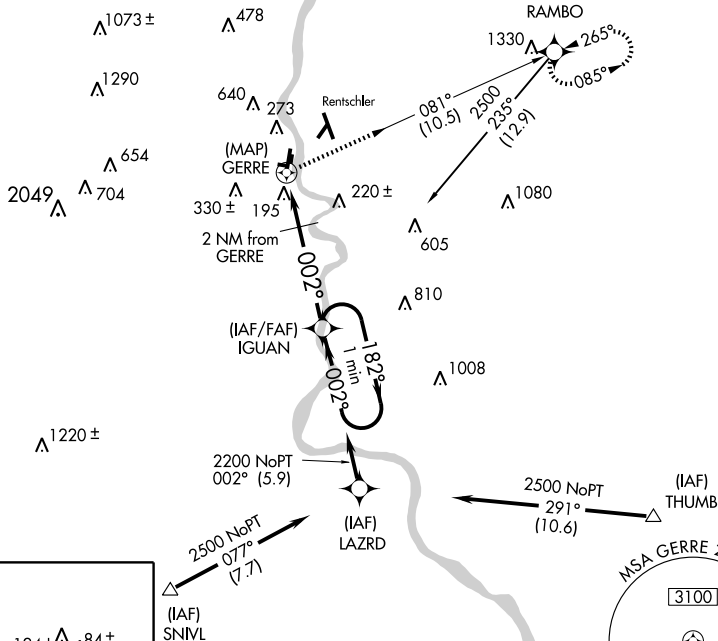 RAMBO
1073 ±
478
1330
265°
085°
1290
640
273
Rentschler
081°
(10.5)
2500
235°
(12.9)
(MAP)
GERRE
654
704
2049
330 ±
195
220 ±
1080
605
2 NM from
GERRE
002°
810
(IAF/FAF)
IGUAN
182°
1 min
002°
1008
1220 ±
2200 NoPT
002° (5.9)
(IAF)
LAZRD
2500 NoPT
291°
(10.6)
(IAF)
THUMB
2500 NoPT
077°
(7.7)
(IAF)
SNIVL
MSA GERRE
3100
84 ±